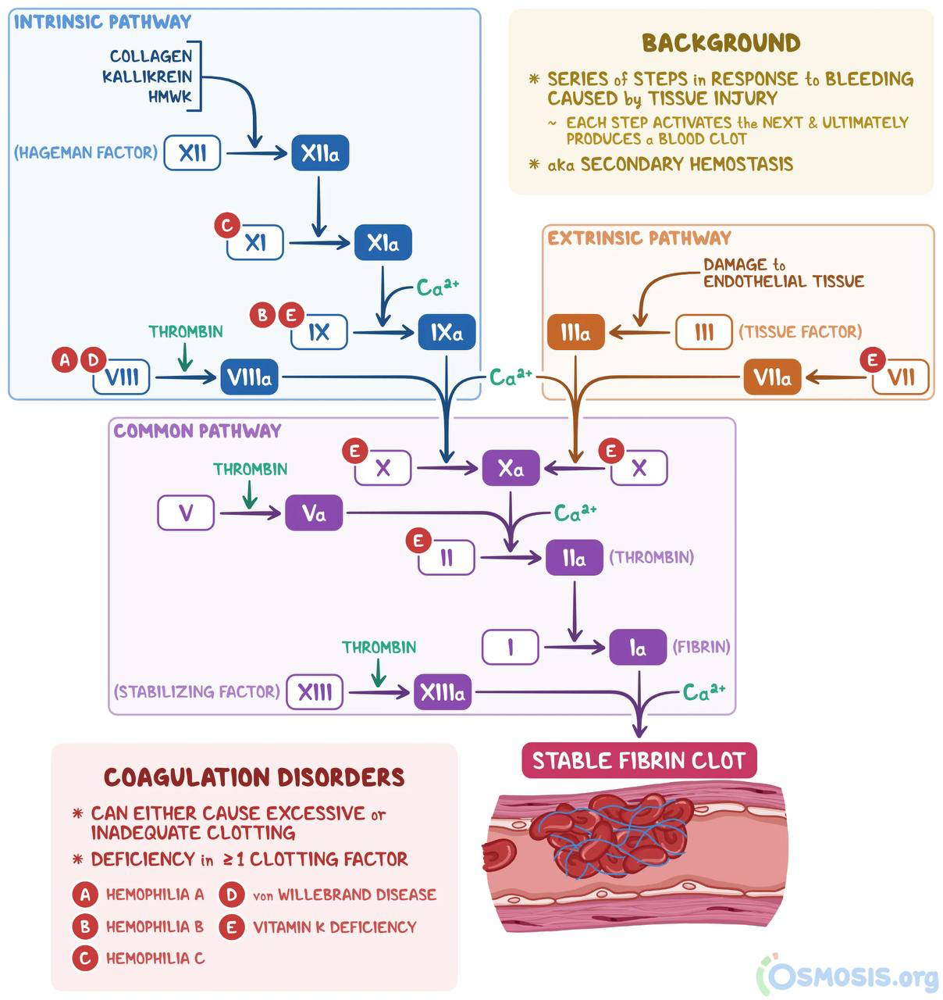 INTRINSIC PATHWAY
COLLAGEN
KALLIKREIN
HMWK
(HAGEMAN FACTOR)
XII
XIIa
C
XI
XIa
Ca²⁺
B
E
IX
IXa
THROMBIN
A
D
VIII
VIIIa
Ca²⁺
BACKGROUND
* SERIES of STEPS in RESPONSE to BLEEDING
CAUSED by TISSUE INJURY
~ EACH STEP ACTIVATES the NEXT & ULTIMATELY
PRODUCES a BLOOD CLOT
* aka SECONDARY HEMOSTASIS
EXTRINSIC PATHWAY
DAMAGE to
ENDOTHELIAL TISSUE
IIIa
III
(TISSUE FACTOR)
VIIa
E
VII
COMMON PATHWAY
E
X
Xa
E
X
THROMBIN
V
Va
Ca²⁺
E
II
IIa
(THROMBIN)
I
Ia
(FIBRIN)
THROMBIN
(STABILIZING FACTOR)
XIII
XIIIa
Ca²⁺
STABLE FIBRIN CLOT
COAGULATION DISORDERS
* CAN EITHER CAUSE EXCESSIVE or
INADEQUATE CLOTTING
* DEFICIENCY in ≥1 CLOTTING FACTOR
A HEMOPHILIA A
D von WILLEBRAND DISEASE
B HEMOPHILIA B
E VITAMIN K DEFICIENCY
C HEMOPHILIA C
OSMOSIS.org